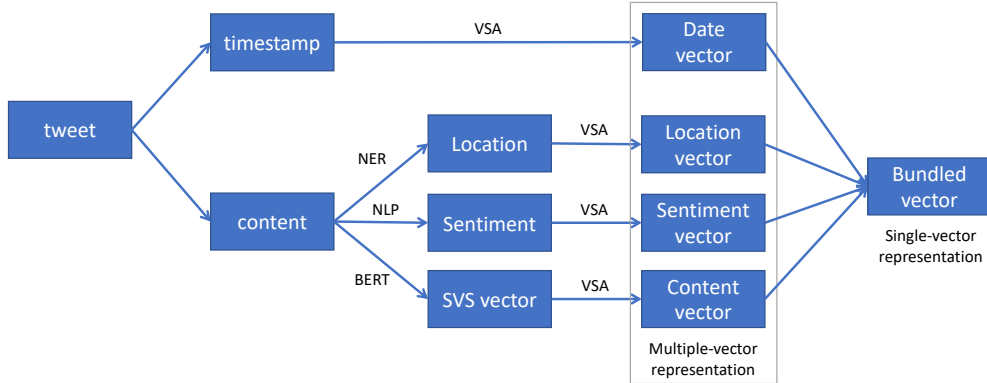 timestamp
VSA
Date
vector
tweet
NER
Location
VSA
Location
vector
content
NLP
Sentiment
VSA
Sentiment
vector
Bundled
vector
Single-vector
representation
BERT
SVS vector
VSA
Content
vector
Multiple-vector
representation